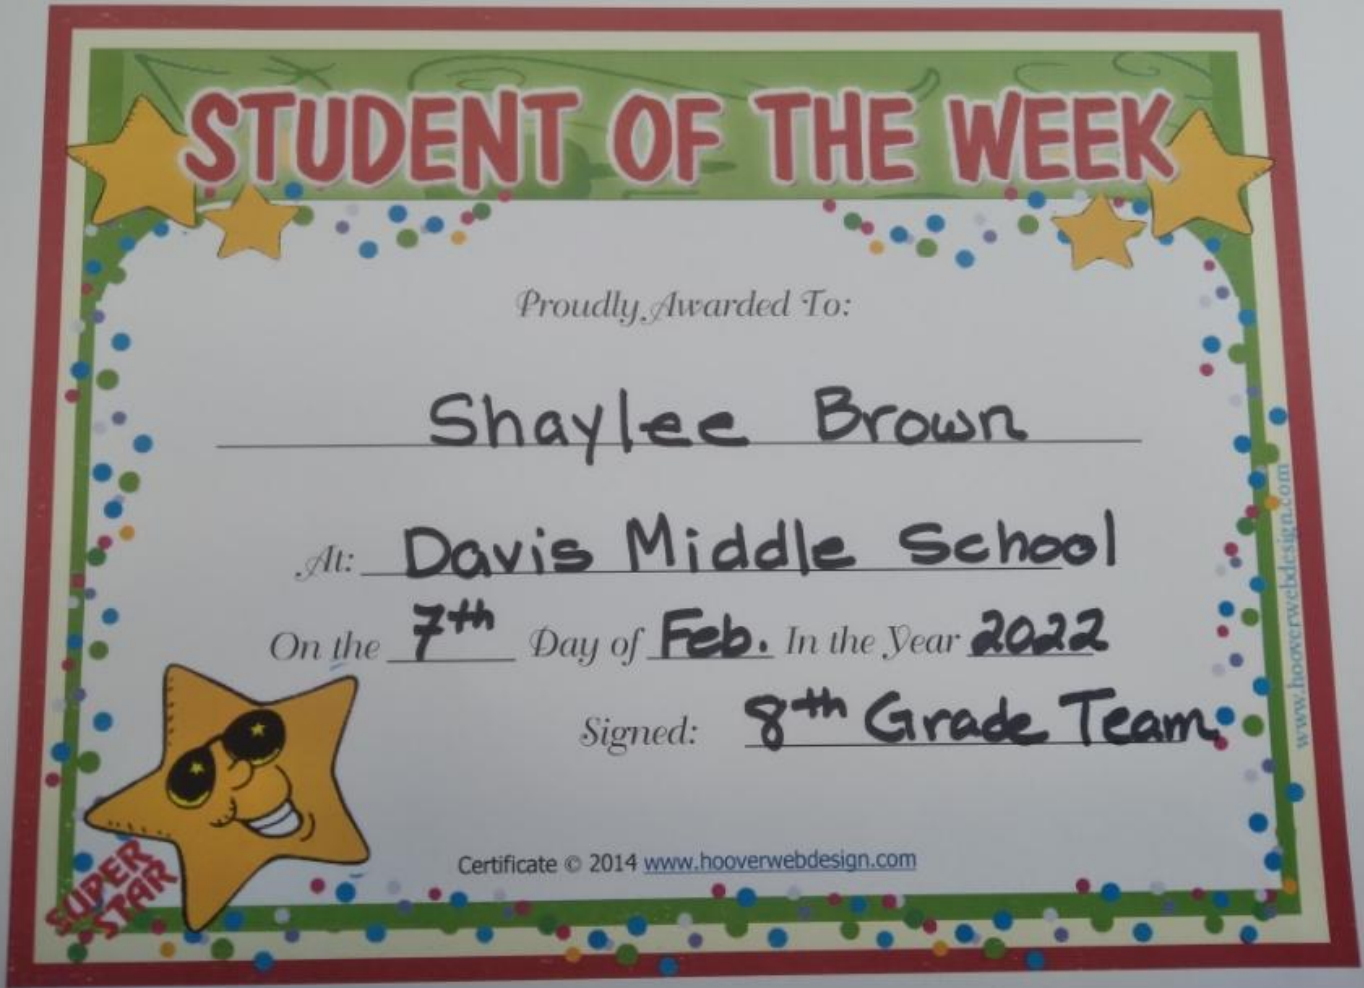 STUDENT OF THE WEEK
Proudly Awarded To:
Shaylee Brown
At: Davis Middle School
On the 7th Day of Feb. In the Year 2022
Signed: 8th Grade Team
SUPER
STAR
Certificate © 2014 www.hooverwebdesign.com
www.hooverwebdesign.com